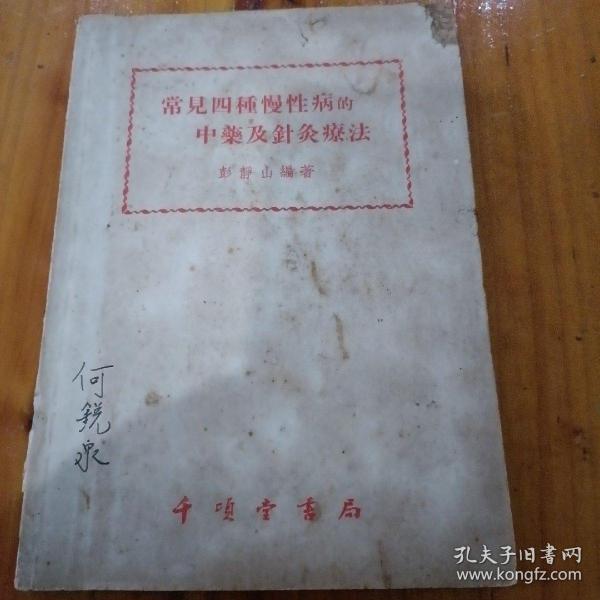 常見四種慢性病的
中藥及針灸療法
彭靜山編著
何鋭泉
千頃堂書局
孔夫子旧书网
www.kongfz.com